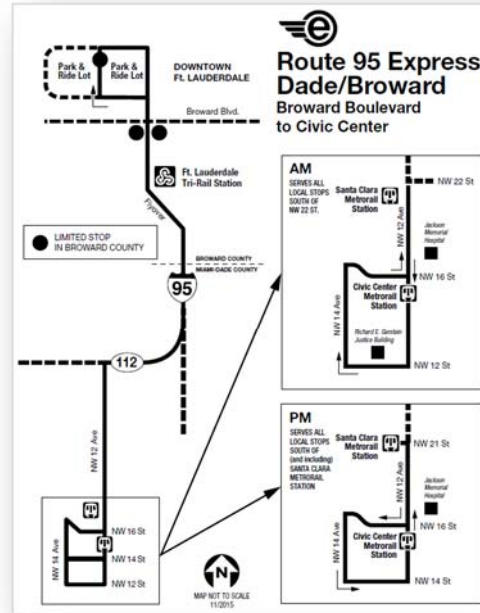 Route 95 Express
Dade/Broward
Broward Boulevard
to Civic Center
Park &
Ride Lot
Park &
Ride Lot
DOWNTOWN
Ft. LAUDERDALE
Broward Blvd.
Ft. Lauderdale
Tri-Rail Station
Flyover
LIMITED STOP
IN BROWARD COUNTY
BROWARD COUNTY
MIAMI-DADE COUNTY
95
112
NW 12 Ave
NW 14 Ave
NW 16 St
NW 14 St
NW 12 St
N
MAP NOT TO SCALE
11/2015
AM
SERVES ALL
LOCAL STOPS
SOUTH OF
NW 22 ST.
Santa Clara
Metrorail
Station
NW 22 St
NW 12 Ave
Jackson
Memorial
Hospital
NW 16 St
Civic Center
Metrorail
Station
NW 14 Ave
Richard E. Gerstein
Justice Building
NW 12 St
PM
SERVES ALL
LOCAL STOPS
SOUTH OF
(and including)
SANTA CLARA
METRORAIL
STATION
Santa Clara
Metrorail
Station
NW 21 St
NW 12 Ave
Jackson
Memorial
Hospital
NW 16 St
Civic Center
Metrorail
Station
NW 14 Ave
NW 14 St